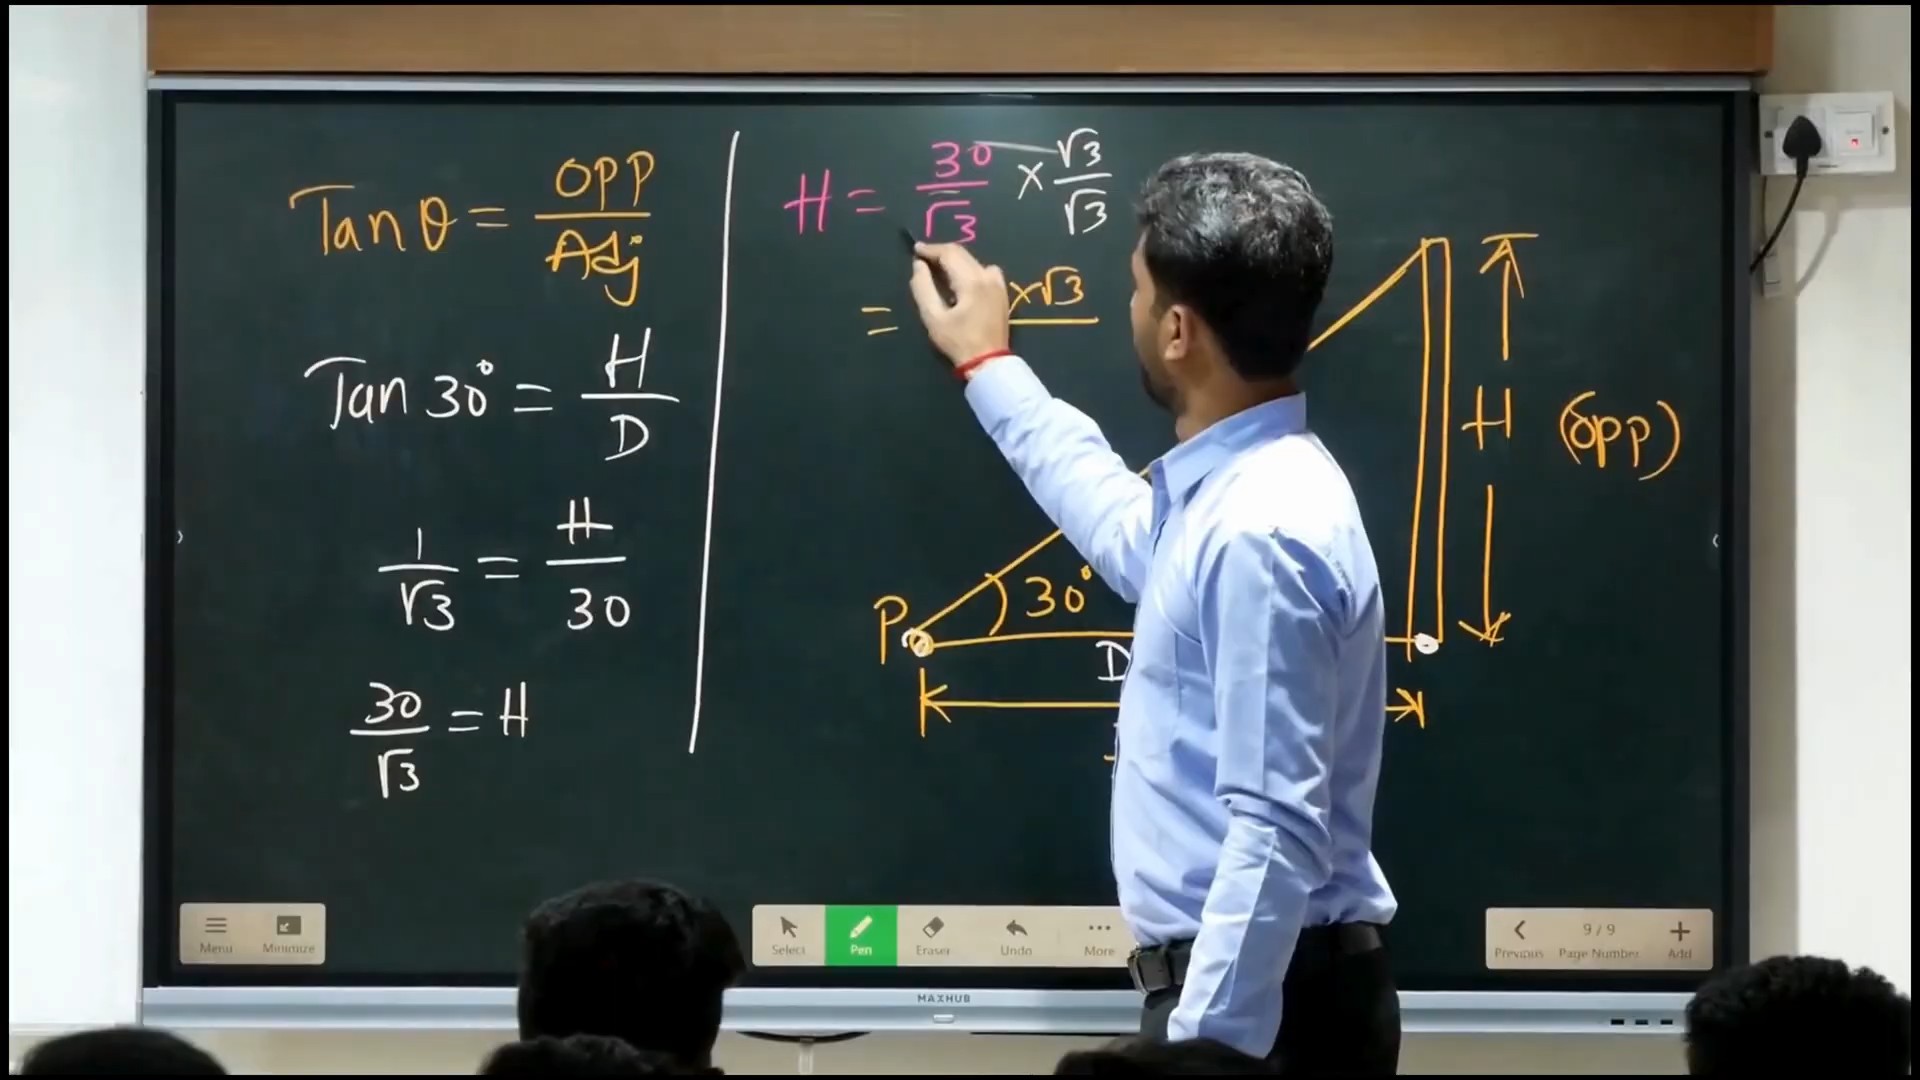 Tan θ = OPP / Adj
Tan 30° = H / D
1 / √3 = H / 30
30 / √3 = H
H = 30 / √3 × √3 / √3
= × √3
P 30°
D
H (opp)
Menu Minimize
Select Pen Eraser Undo More
9 / 9
Previous Page Number Add
MAXHUB